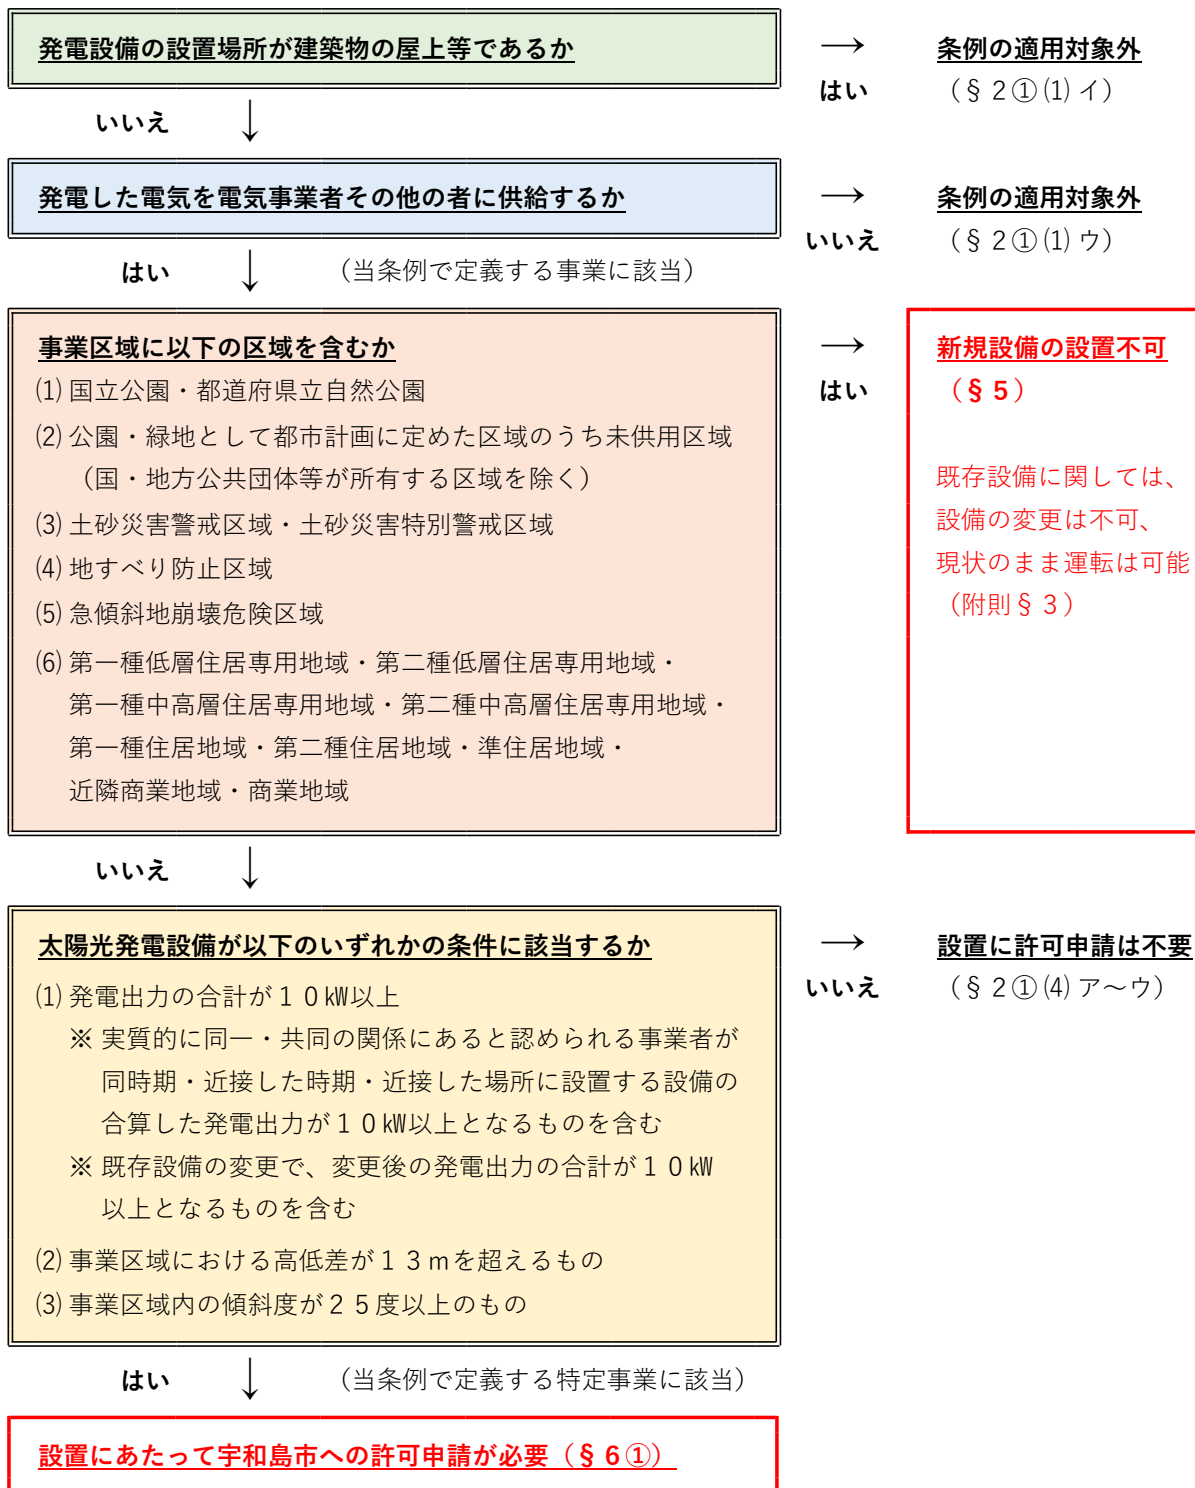 発電設備の設置場所が建築物の屋上等であるか
→
条例の適用対象外
はい
（§２①⑴イ）
いいえ ↓
発電した電気を電気事業者その他の者に供給するか
→
条例の適用対象外
いいえ
（§２①⑴ウ）
はい ↓ （当条例で定義する事業に該当）
事業区域に以下の区域を含むか
⑴ 国立公園・都道府県立自然公園
⑵ 公園・緑地として都市計画に定めた区域のうち未供用区域
（国・地方公共団体等が所有する区域を除く）
⑶ 土砂災害警戒区域・土砂災害特別警戒区域
⑷ 地すべり防止区域
⑸ 急傾斜地崩壊危険区域
⑹ 第一種低層住居専用地域・第二種低層住居専用地域・
第一種中高層住居専用地域・第二種中高層住居専用地域・
第一種住居地域・第二種住居地域・準住居地域・
近隣商業地域・商業地域
→
はい
新規設備の設置不可
（§５）
既存設備に関しては、
設備の変更は不可、
現状のまま運転は可能
（附則§３）
いいえ ↓
太陽光発電設備が以下のいずれかの条件に該当するか
⑴ 発電出力の合計が１０㎾以上
※ 実質的に同一・共同の関係にあると認められる事業者が
同時期・近接した時期・近接した場所に設置する設備の
合算した発電出力が１０㎾以上となるものを含む
※ 既存設備の変更で、変更後の発電出力の合計が１０㎾
以上となるものを含む
⑵ 事業区域における高低差が１３ｍを超えるもの
⑶ 事業区域内の傾斜度が２５度以上のもの
→
いいえ
設置に許可申請は不要
（§２①⑷ア～ウ）
はい ↓ （当条例で定義する特定事業に該当）
設置にあたって宇和島市への許可申請が必要（§６①）